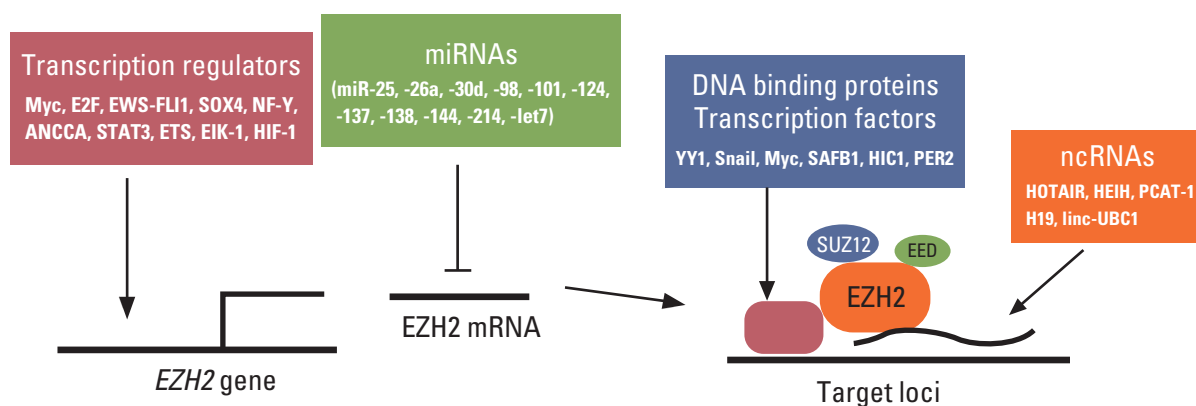 Transcription regulators
Myc, E2F, EWS-FLI1, SOX4, NF-Y,
ANCCA, STAT3, ETS, EIK-1, HIF-1
miRNAs
(miR-25, -26a, -30d, -98, -101, -124,
-137, -138, -144, -214, -let7)
DNA binding proteins
Transcription factors
YY1, Snail, Myc, SAFB1, HIC1, PER2
ncRNAs
HOTAIR, HEIH, PCAT-1
H19, linc-UBC1
SUZ12
EED
EZH2
EZH2 mRNA
EZH2 gene
Target loci